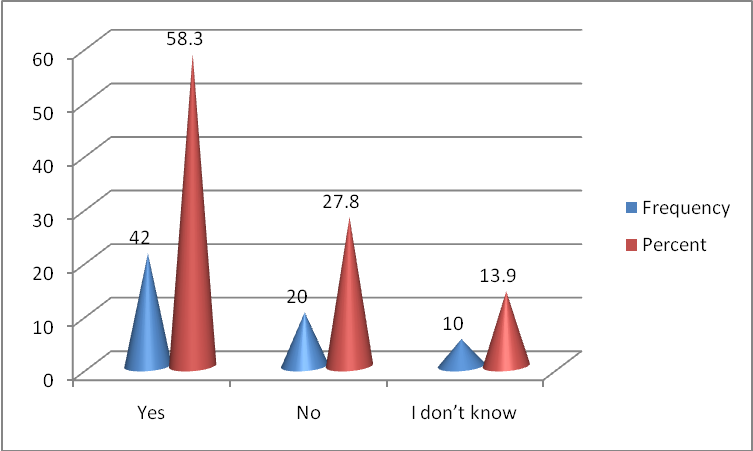 60
50
40
30
20
10
0
58.3
42
27.8
20
13.9
10
Yes
No
I don't know
Frequency
Percent